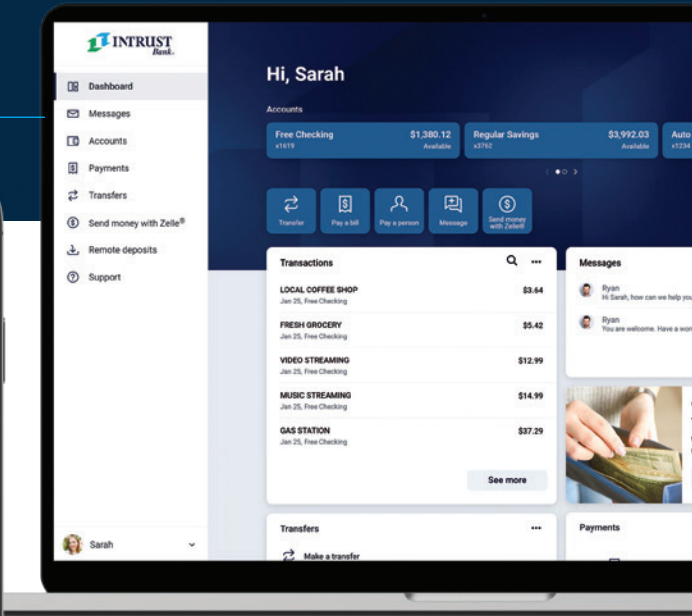 INTRUST
Bank.
Dashboard
Messages
Accounts
Payments
Transfers
Send money with Zelle®
Remote deposits
Support
Sarah
Hi, Sarah
Accounts
Free Checking $1,380.12
x1619 Available
Regular Savings $3,992.03
x3762 Available
Auto
x1234
Transfer
Pay a bill
Pay a person
Message
Send money
with Zelle®
Transactions
LOCAL COFFEE SHOP $3.64
Jan 25, Free Checking
FRESH GROCERY $5.42
Jan 25, Free Checking
VIDEO STREAMING $12.99
Jan 25, Free Checking
MUSIC STREAMING $14.99
Jan 25, Free Checking
GAS STATION $37.29
Jan 25, Free Checking
See more
Messages
Ryan
Hi Sarah, how can we help you
Ryan
You are welcome. Have a won
Transfers
Make a transfer
Payments